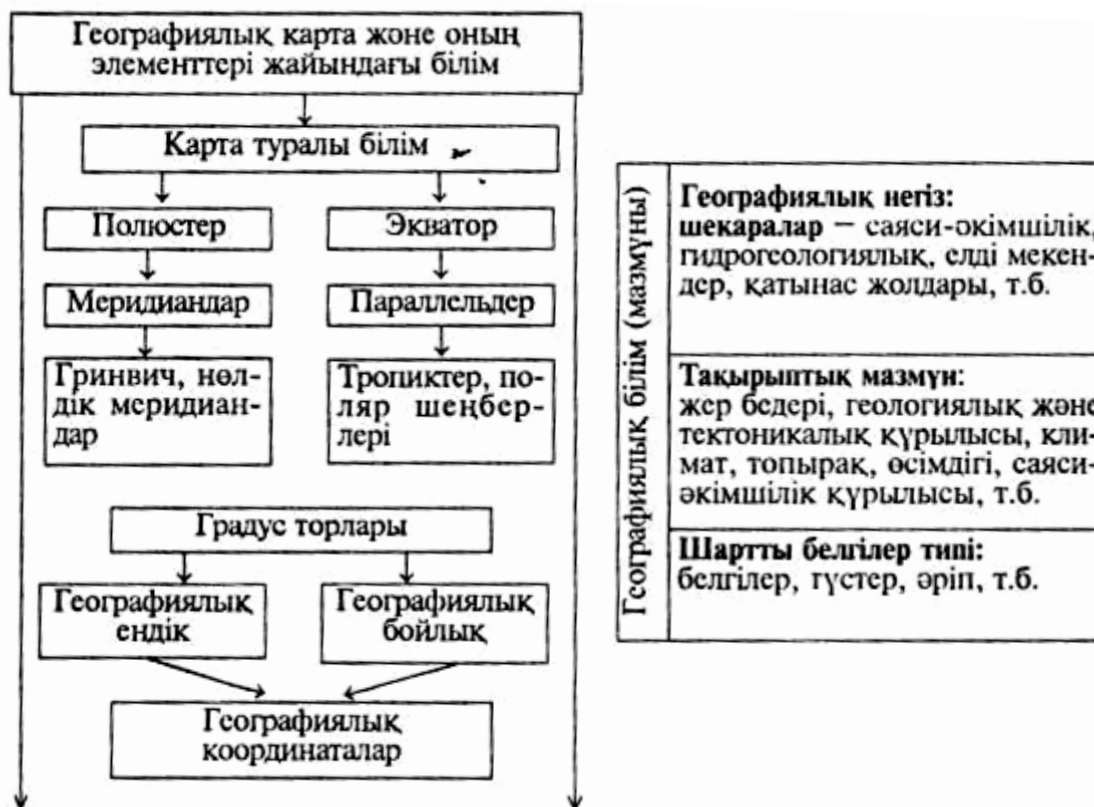 Географиялық карта және оның
элементтері жайындағы білім
Карта туралы білім
Полюстер
Экватор
Меридиандар
Параллельдер
Гринвич, нөл-
дік меридиан-
дар
Тропиктер, по-
ляр шеңбер-
лері
Градус торлары
Географиялық
ендік
Географиялық
бойлық
Географиялық
координаталар
Географиялық білім (мазмұны)
Географиялық негіз:
шекаралар – саяси-әкімшілік,
гидрогеологиялық, елді мекен-
дер, қатынас жолдары, т.б.
Тақырыптық мазмұн:
жер бедері, геологиялық және
тектоникалық құрылысы, кли-
мат, топырақ, өсімдігі, саяси-
әкімшілік құрылысы, т.б.
Шартты белгілер типі:
белгілер, түстер, әріп, т.б.